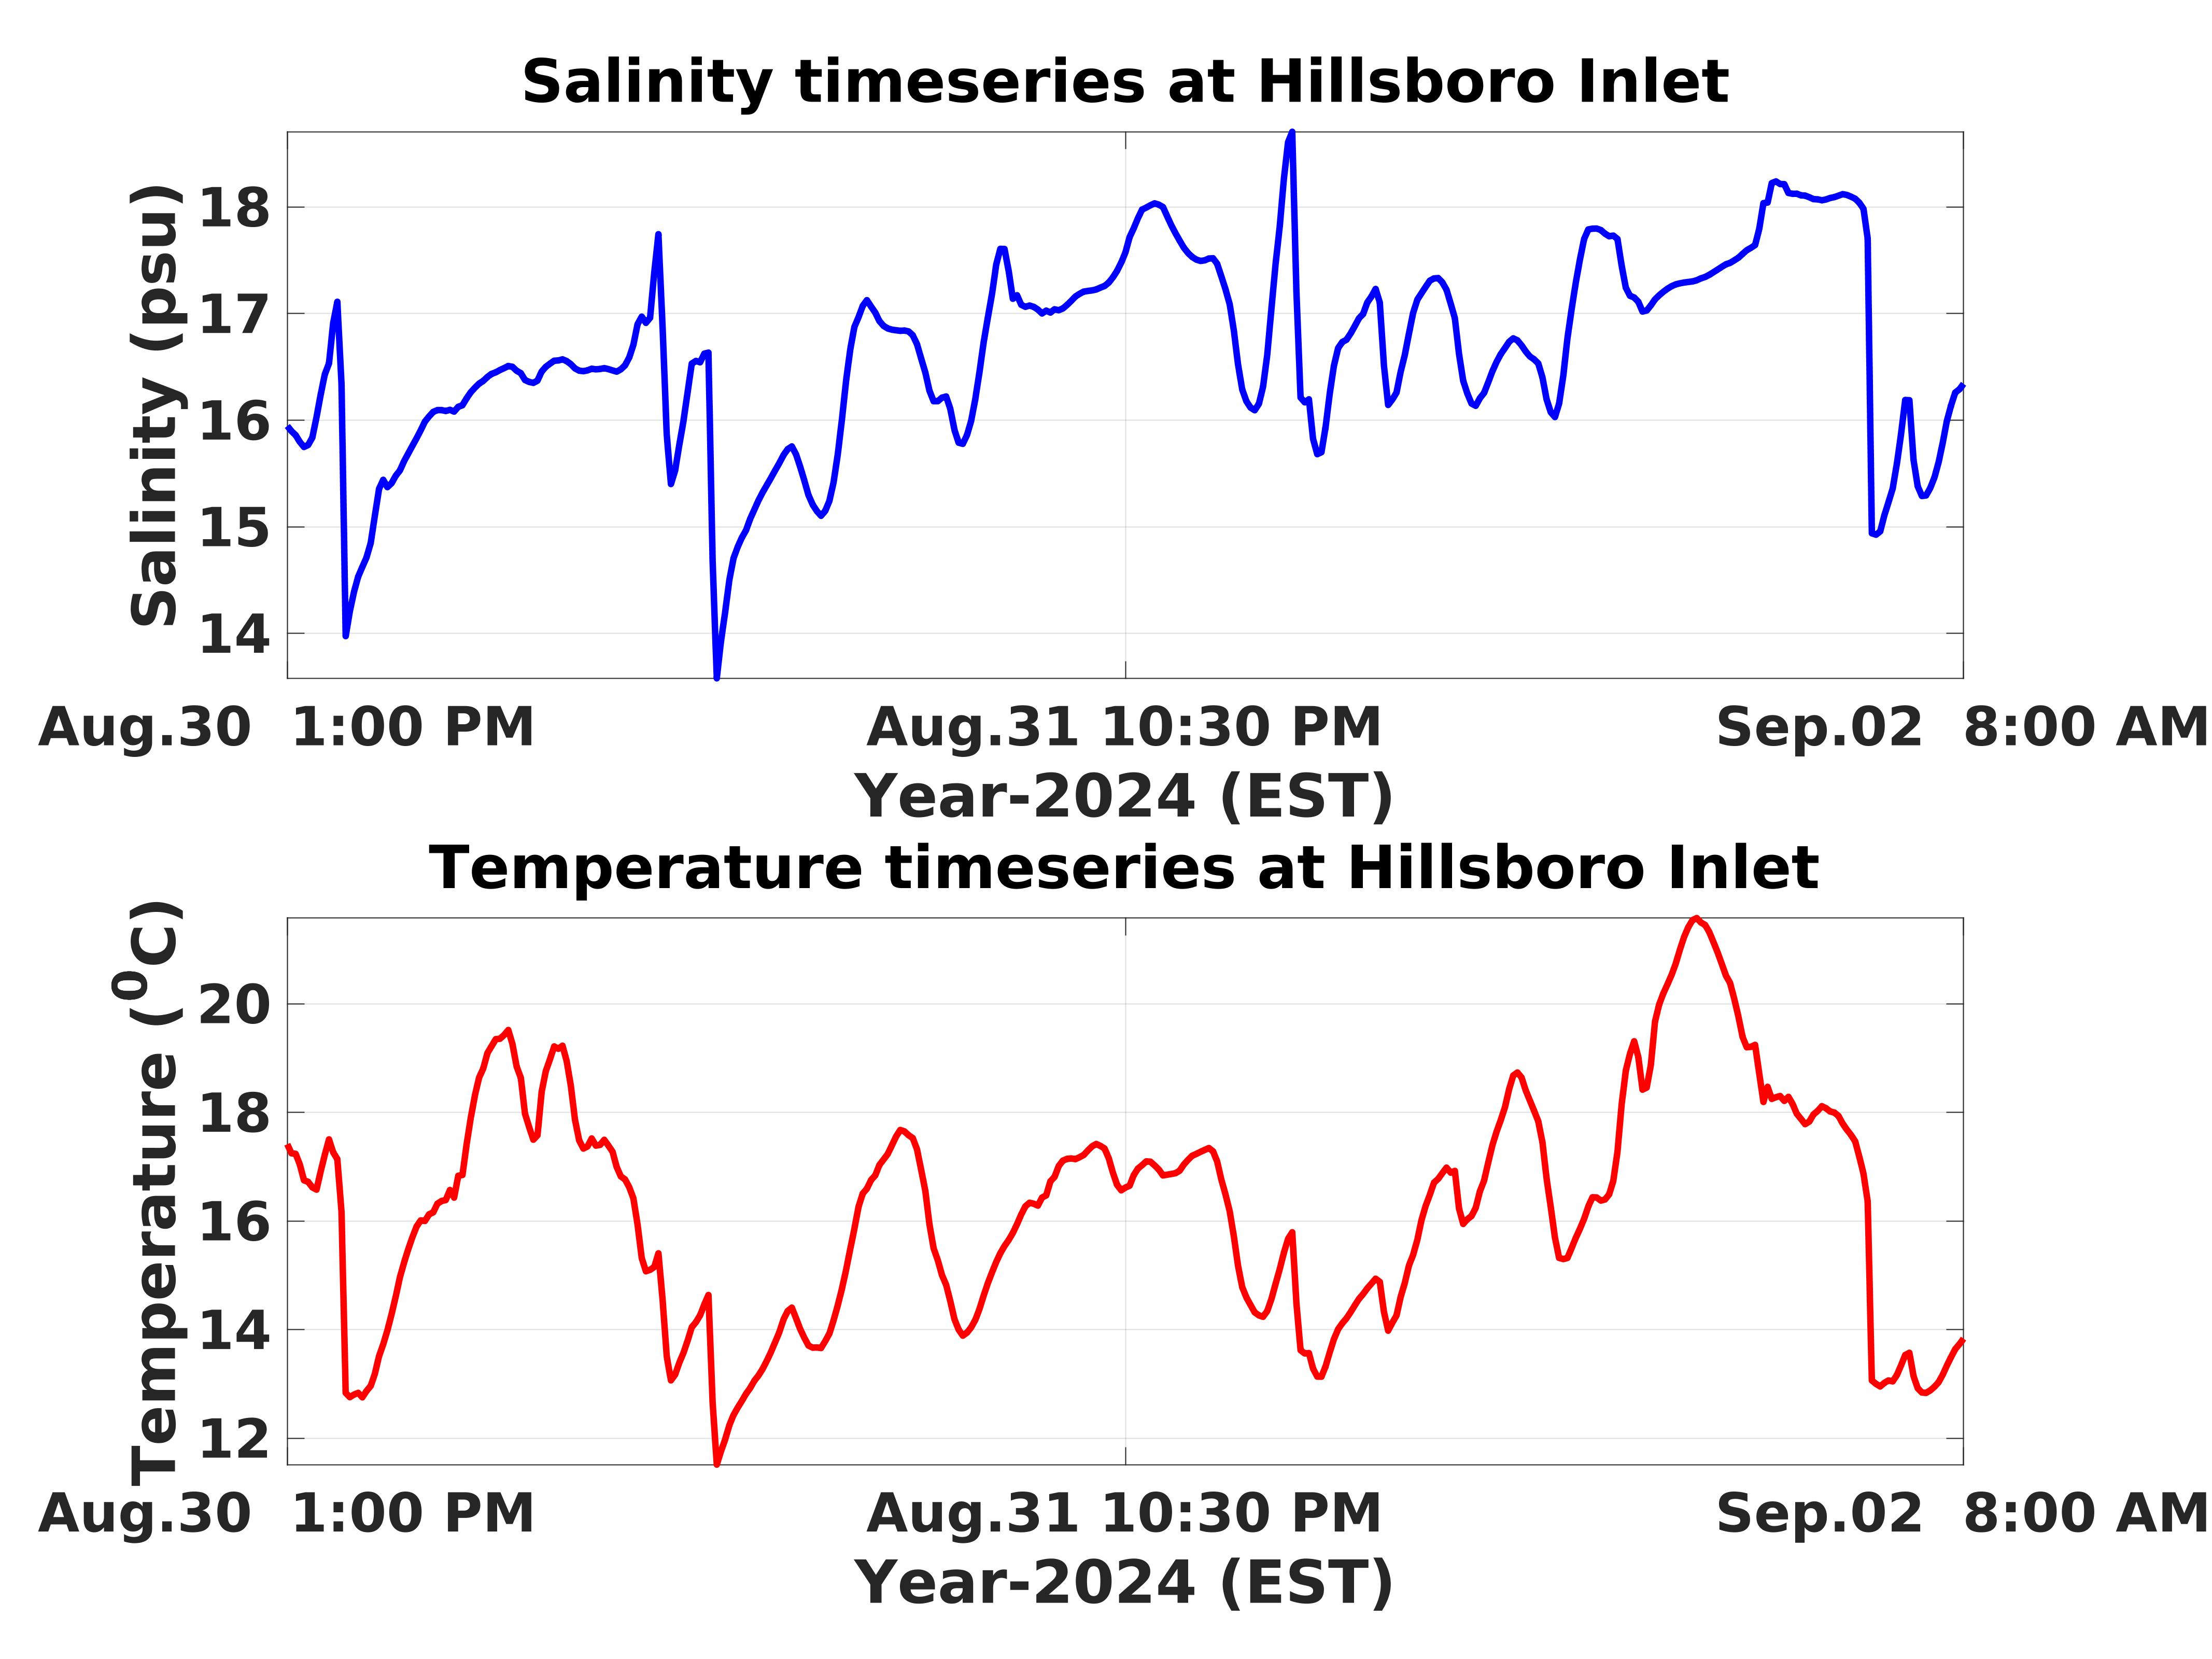 Salinity timeseries at Hillsboro Inlet
Salinity (psu)
18
17
16
15
14
Aug.30  1:00 PM
Aug.31 10:30 PM
Sep.02  8:00 AM
Year-2024 (EST)
Temperature timeseries at Hillsboro Inlet
Temperature (⁰C)
20
18
16
14
12
Aug.30  1:00 PM
Aug.31 10:30 PM
Sep.02  8:00 AM
Year-2024 (EST)